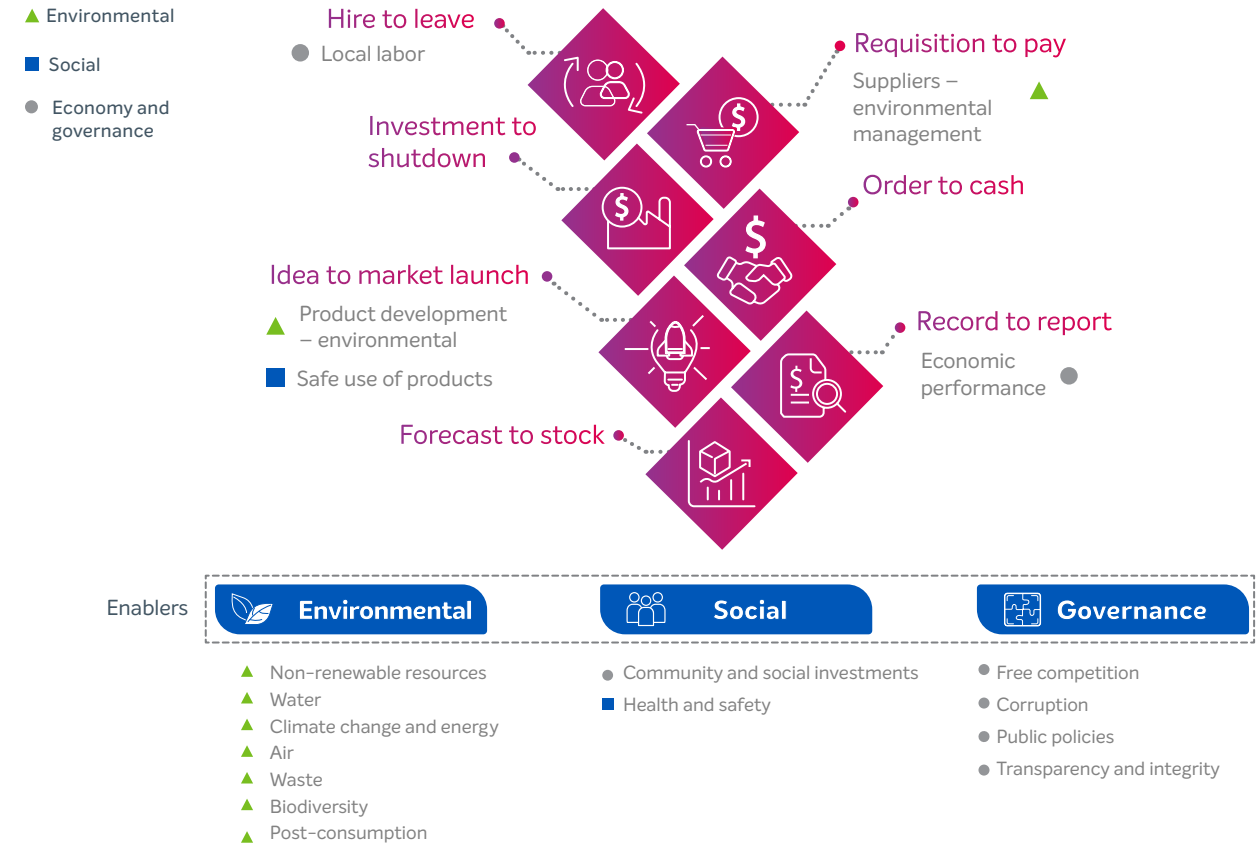 Environmental
Social
Economy and
governance
Hire to leave
Local labor
Requisition to pay
Suppliers –
environmental
management
Investment to
shutdown
Order to cash
Idea to market launch
Product development
– environmental
Safe use of products
Record to report
Economic
performance
Forecast to stock
$
$
$
$
Enablers
Environmental
Social
Governance
Non-renewable resources
Water
Climate change and energy
Air
Waste
Biodiversity
Post-consumption
Community and social investments
Health and safety
Free competition
Corruption
Public policies
Transparency and integrity